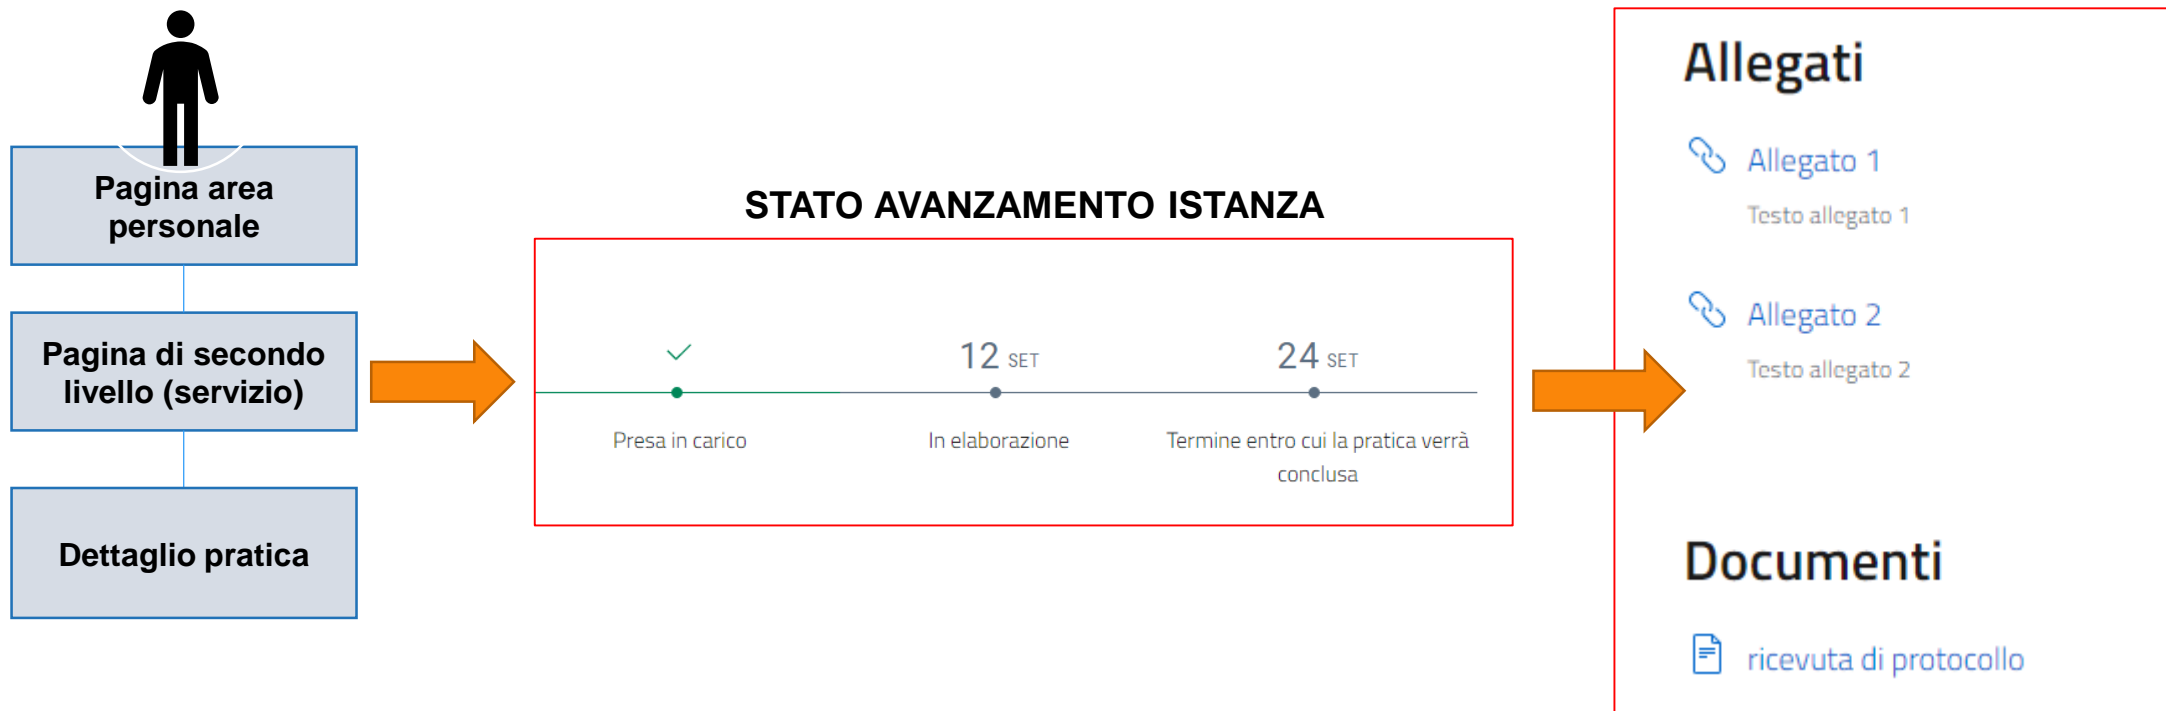 Pagina area
personale
Pagina di secondo
livello (servizio)
Dettaglio pratica
STATO AVANZAMENTO ISTANZA
12 SET
24 SET
Presa in carico
In elaborazione
Termine entro cui la pratica verrà
conclusa
Allegati
Allegato 1
Testo allegato 1
Allegato 2
Testo allegato 2
Documenti
ricevuta di protocollo